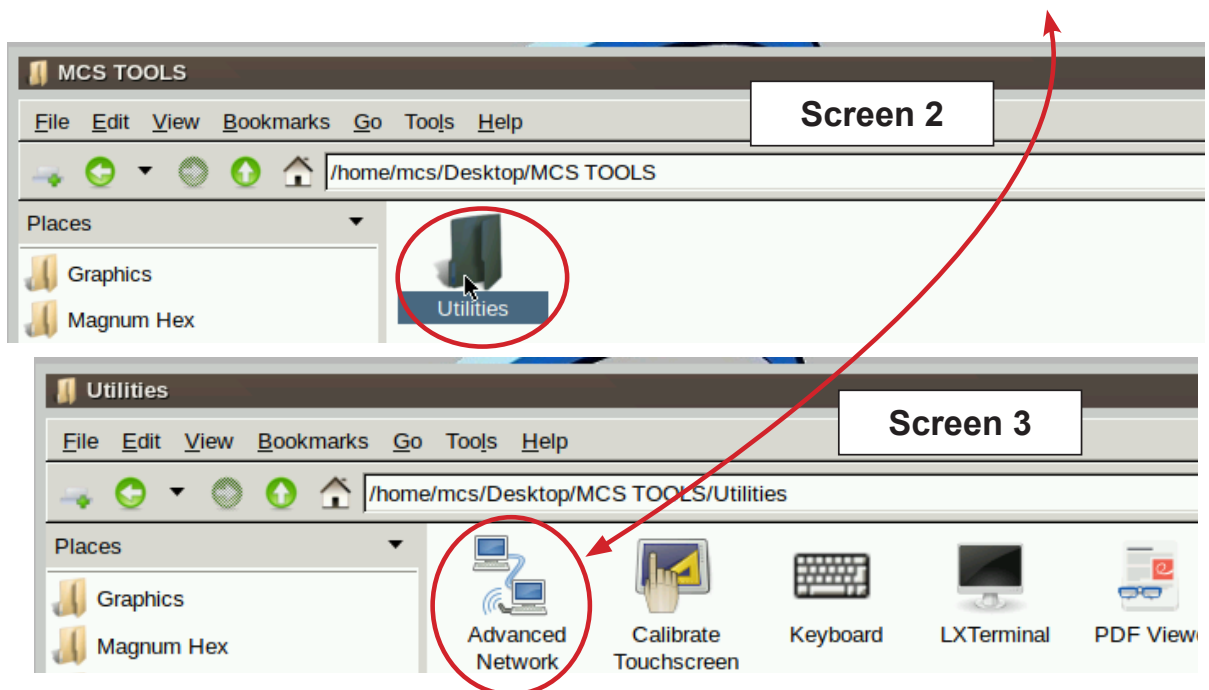 MCS TOOLS
Screen 2
File Edit View Bookmarks Go Tools Help
/home/mcs/Desktop/MCS TOOLS
Places
Graphics
Magnum Hex
Utilities
Utilities
Screen 3
File Edit View Bookmarks Go Tools Help
/home/mcs/Desktop/MCS TOOLS/Utilities
Places
Graphics
Magnum Hex
Advanced
Network
Calibrate
Touchscreen
Keyboard
LXTerminal
PDF View